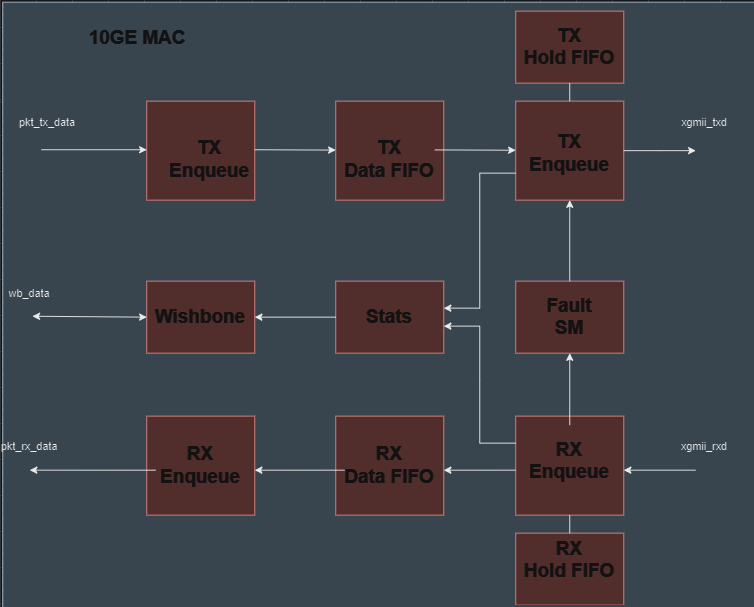 10GE MAC
TX
Hold FIFO
pkt_tx_data
TX
Enqueue
TX
Data FIFO
TX
Enqueue
xgmii_txd
wb_data
Wishbone
Stats
Fault
SM
pkt_rx_data
RX
Enqueue
RX
Data FIFO
RX
Enqueue
xgmii_rxd
RX
Hold FIFO